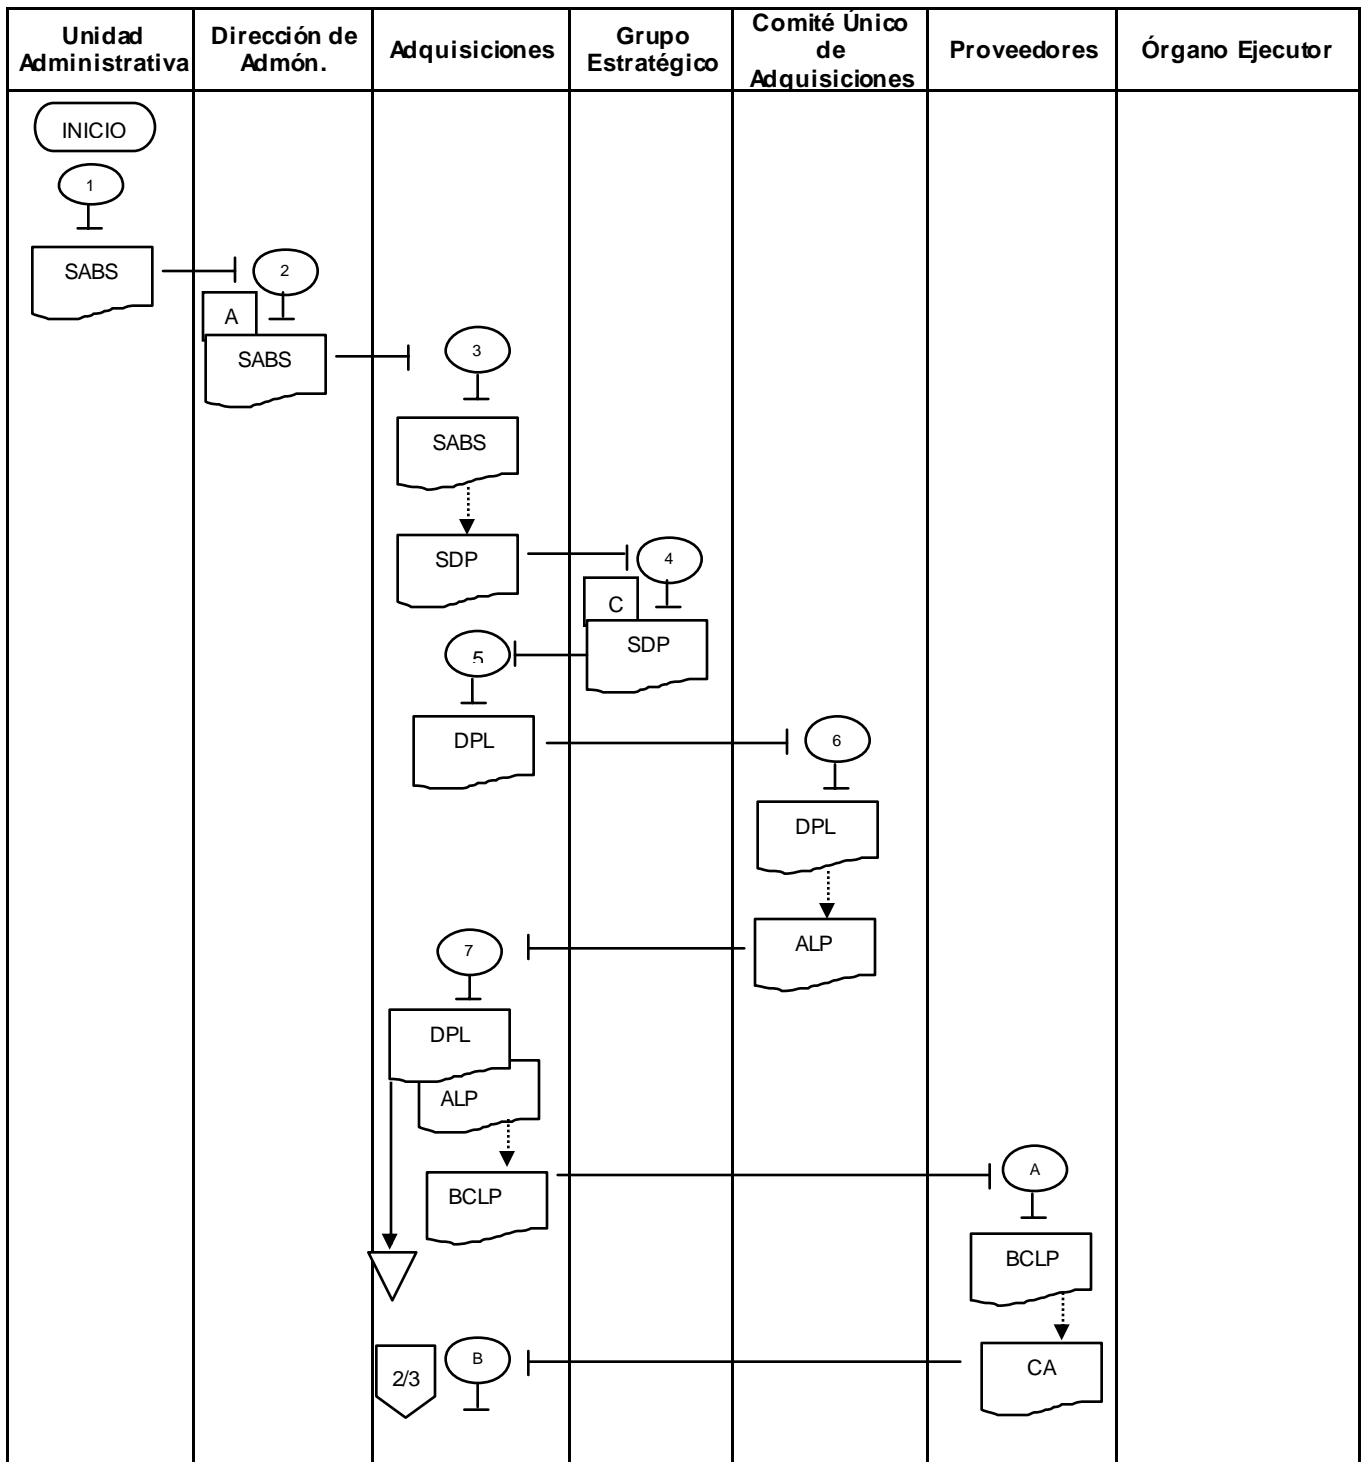 Unidad
Administrativa
Dirección de
Admón.
Adquisiciones
Grupo
Estratégico
Comité Único
de
Adquisiciones
Proveedores
Órgano Ejecutor
INICIO
1
SABS
2
A
SABS
3
SABS
SDP
4
C
SDP
5
DPL
6
DPL
ALP
7
DPL
ALP
BCLP
A
BCLP
CA
B
2/3